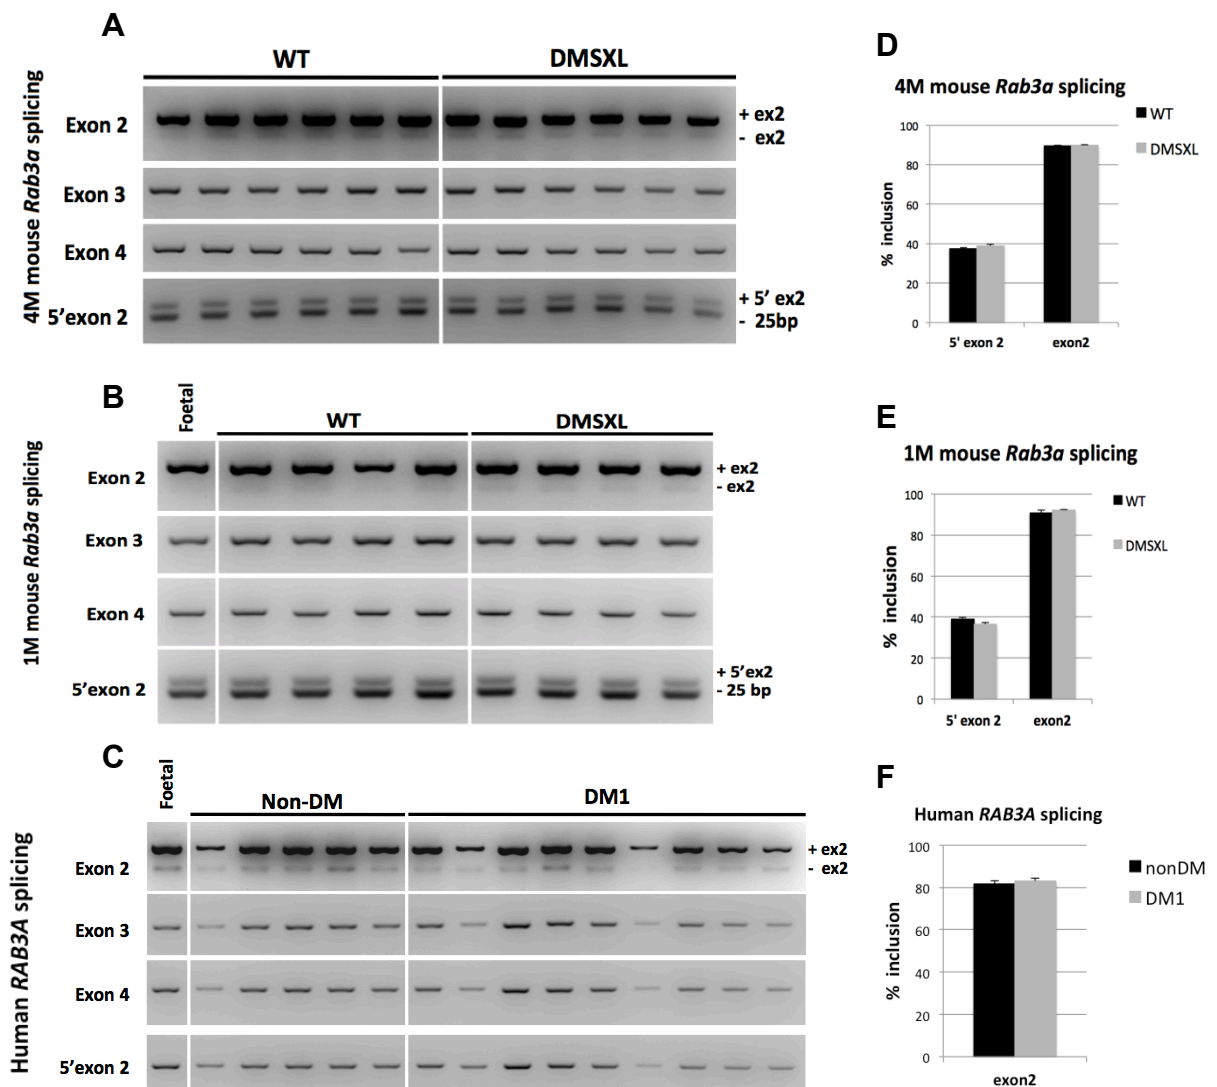 A
WT
DMSXL
4M mouse Rab3a splicing
Exon 2
+ ex2
- ex2
Exon 3
Exon 4
5'exon 2
+ 5' ex2
- 25bp
B
Foetal
WT
DMSXL
1M mouse Rab3a splicing
Exon 2
+ ex2
- ex2
Exon 3
Exon 4
5'exon 2
+ 5'ex2
- 25 bp
C
Foetal
Non-DM
DM1
Human RAB3A splicing
Exon 2
+ ex2
- ex2
Exon 3
Exon 4
5'exon 2
D
4M mouse Rab3a splicing
% inclusion
100
80
60
40
20
0
5' exon 2
exon2
WT
DMSXL
E
1M mouse Rab3a splicing
% inclusion
100
80
60
40
20
0
5' exon 2
exon2
WT
DMSXL
F
Human RAB3A splicing
% inclusion
100
80
60
40
20
0
exon2
nonDM
DM1